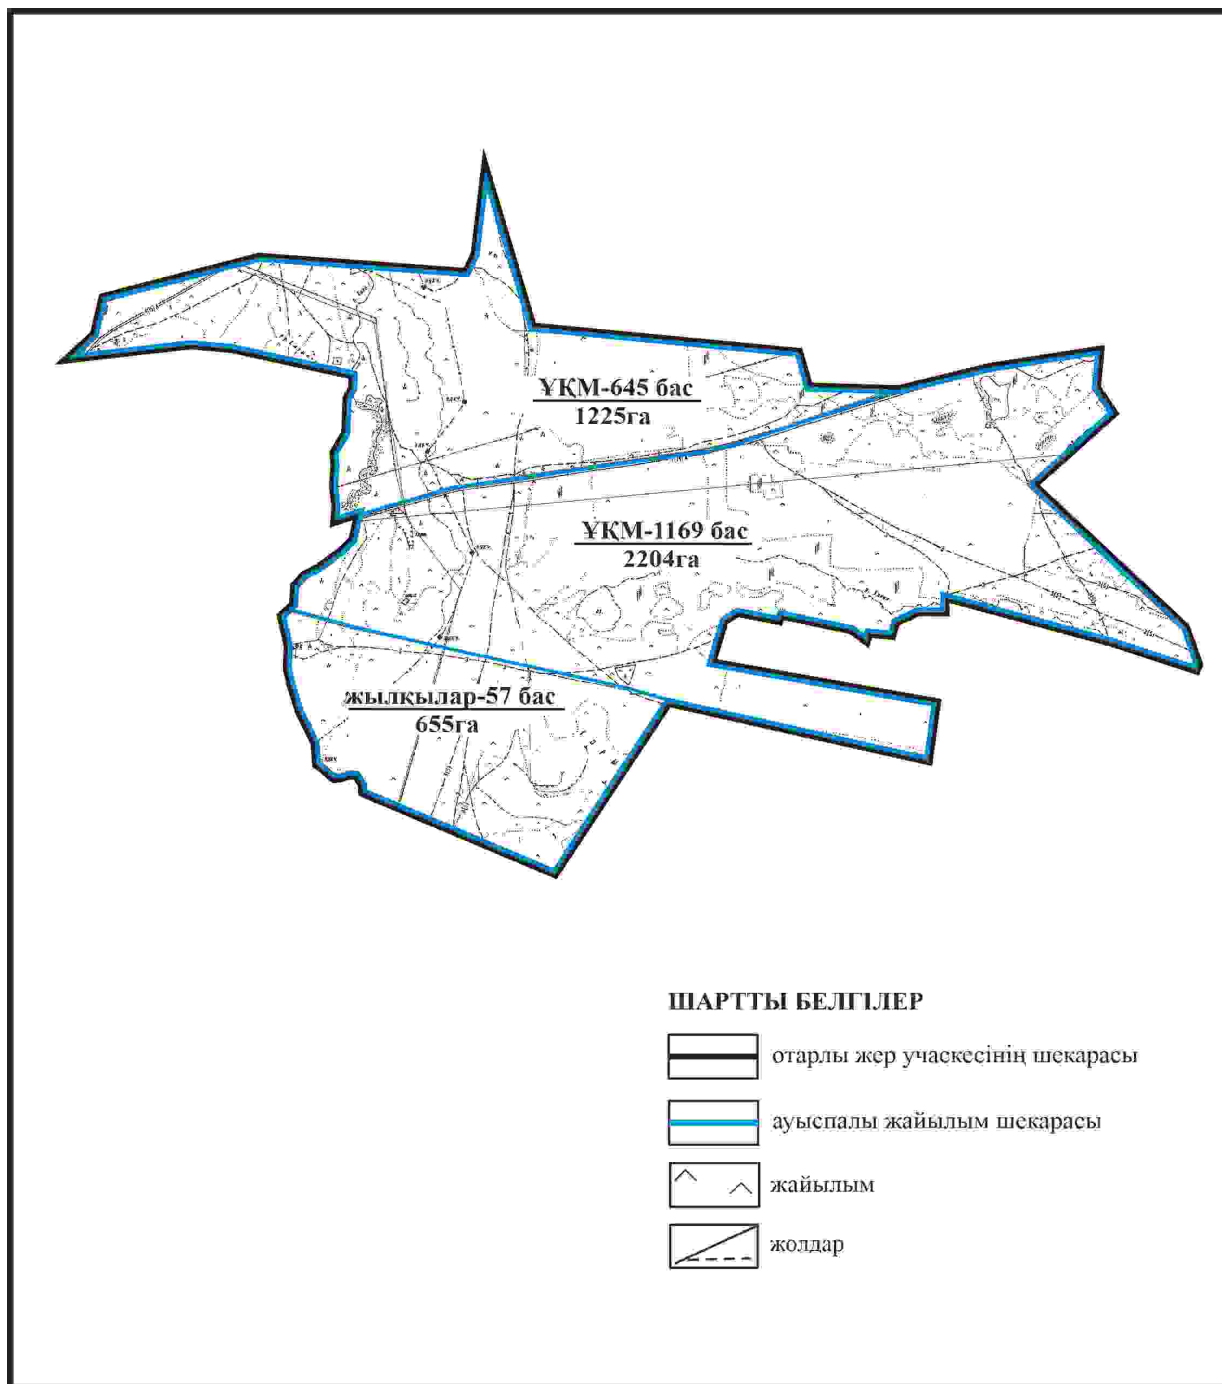 ҰҚМ-645 бас
1225га
ҰҚМ-1169 бас
2204га
жылқылар-57 бас
655га
ШАРТТЫ БЕЛГІЛЕР
отарлы жер учаскесінің шекарасы
ауыспалы жайылым шекарасы
жайылым
жолдар